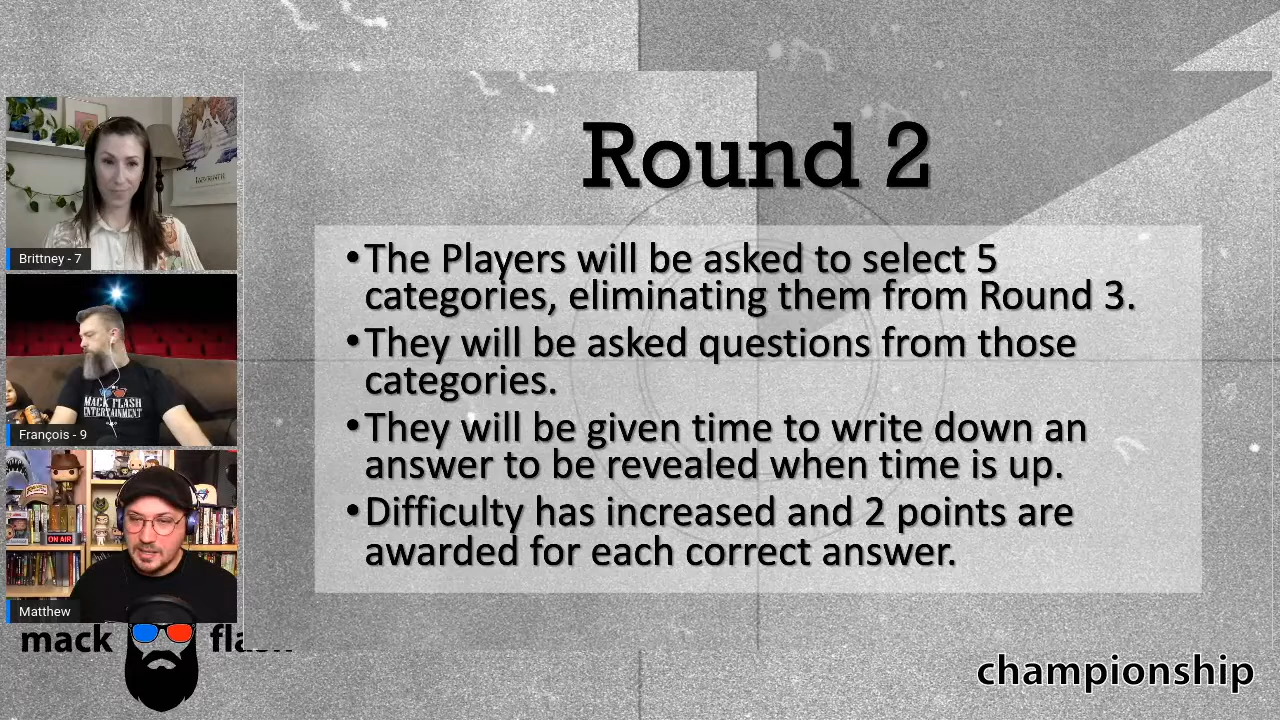 Round 2
•The Players will be asked to select 5
categories, eliminating them from Round 3.
•They will be asked questions from those
categories.
•They will be given time to write down an
answer to be revealed when time is up.
•Difficulty has increased and 2 points are
awarded for each correct answer.
LABYRINTH
Brittney - 7
MACK FLASH
ENTERTAINMENT
François - 9
ON AIR
Matthew
mack flash
championship